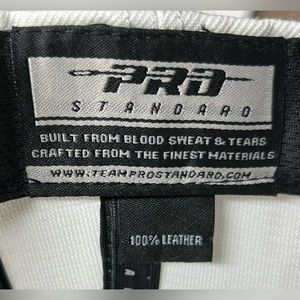 PRO
STANDARD
BUILT FROM BLOOD SWEAT & TEARS
CRAFTED FROM THE FINEST MATERIALS
WWW.TEAMPROSTANDARD.COM
100% LEATHER